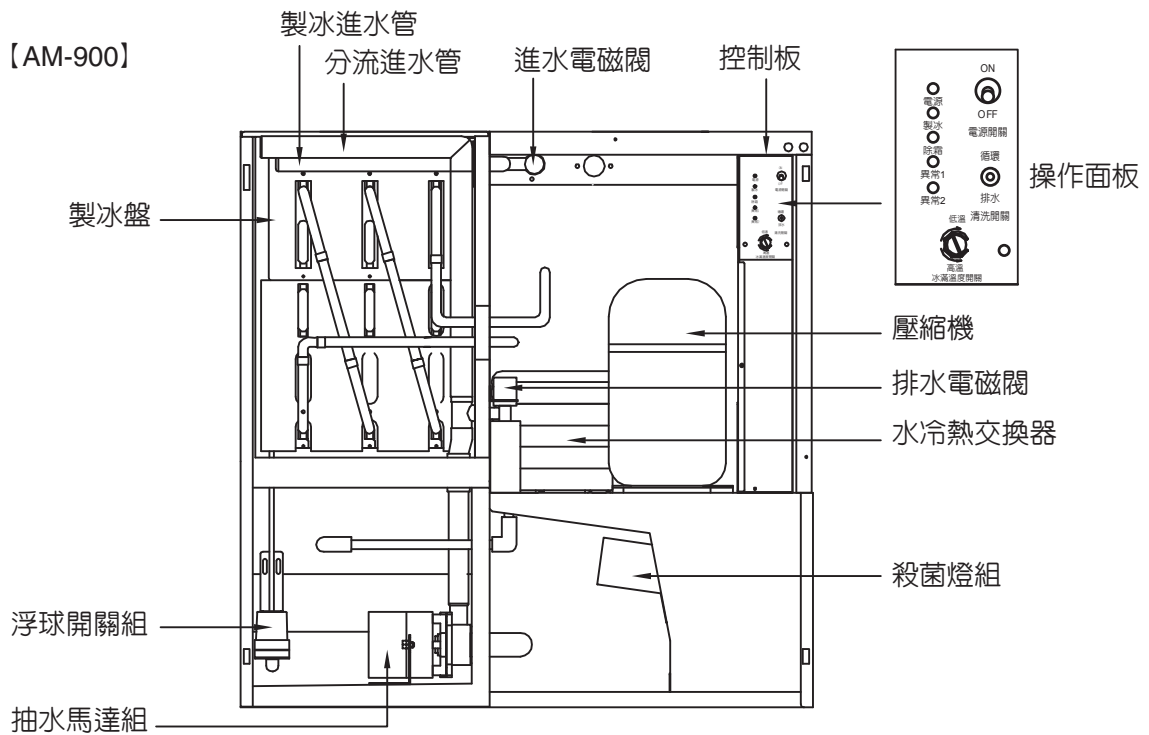 【AM-900】
製冰進水管
分流進水管
進水電磁閥
控制板
製冰盤
ON
OFF
電源開關
電源
製冰
除霜
異常1
異常2
循環
排水
清洗開關
低溫
高溫
冰滿溫度開關
操作面板
壓縮機
排水電磁閥
水冷熱交換器
殺菌燈組
浮球開關組
抽水馬達組